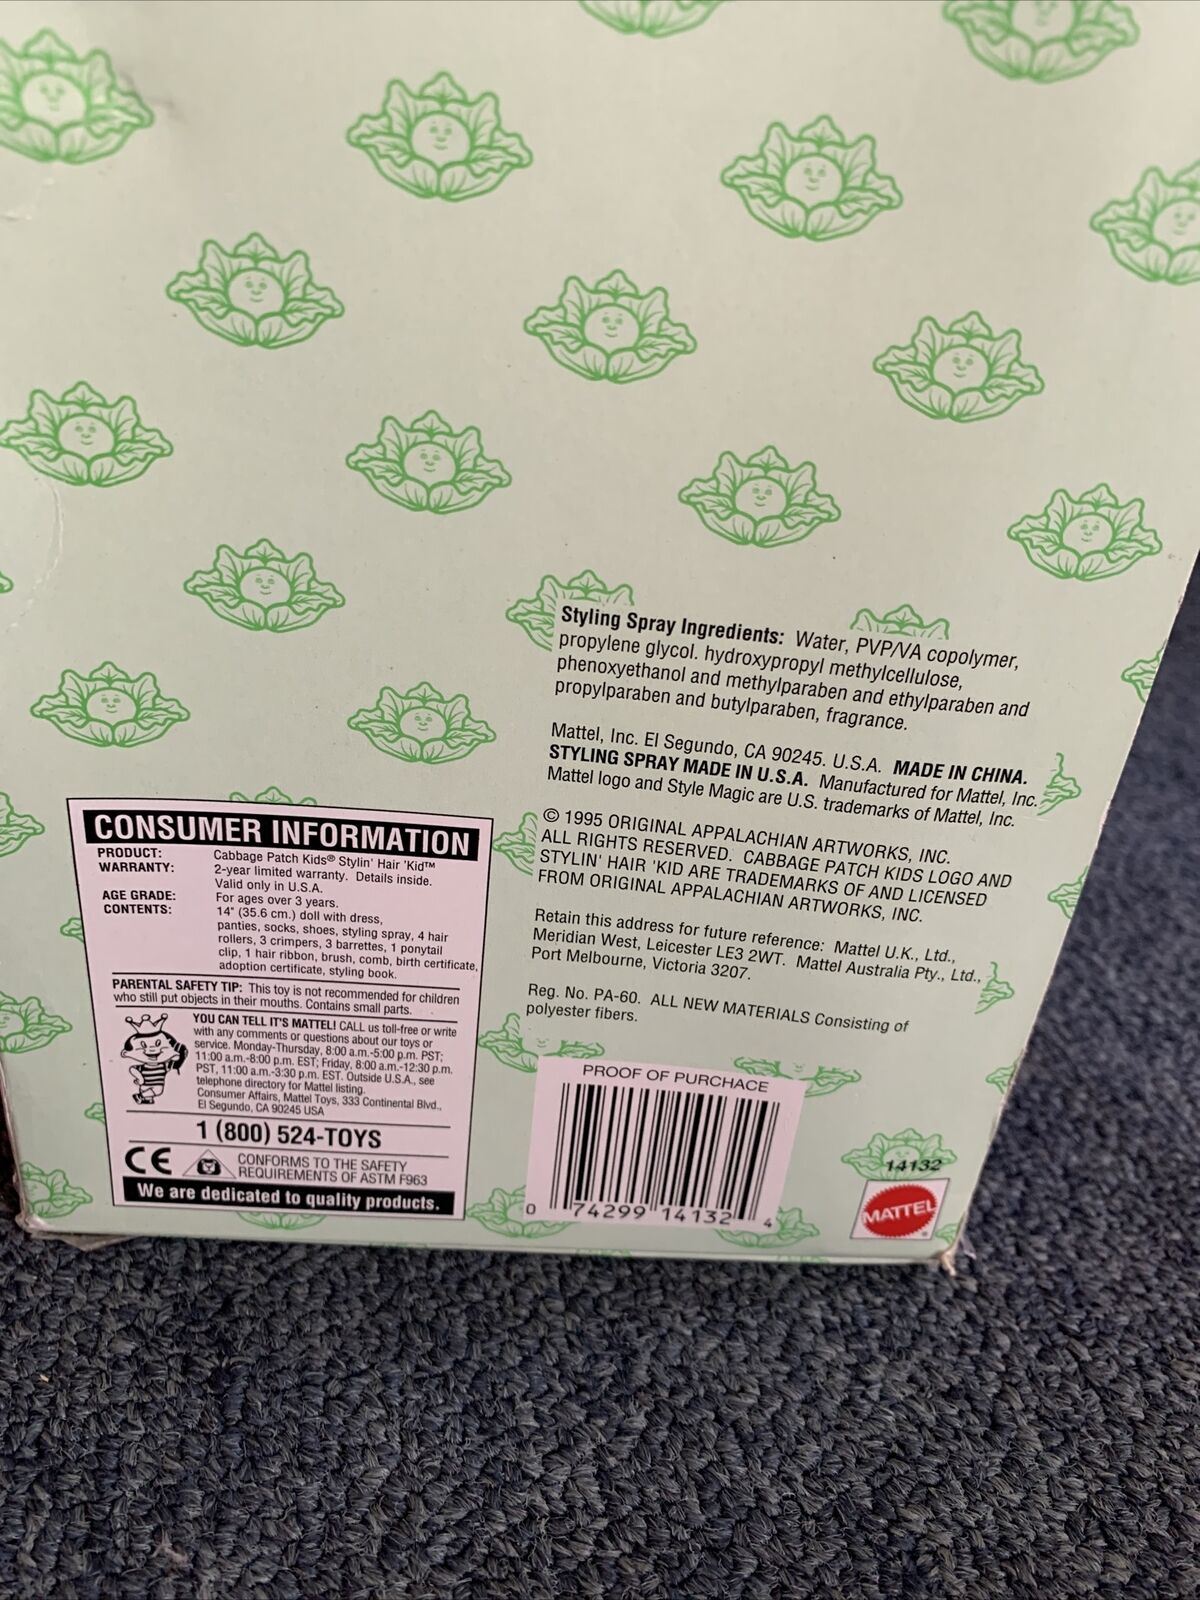 Styling Spray Ingredients: Water, PVP/VA copolymer,
propylene glycol. hydroxypropyl methylcellulose,
phenoxyethanol and methylparaben and ethylparaben and
propylparaben and butylparaben, fragrance.
Mattel, Inc. El Segundo, CA 90245. U.S.A. MADE IN CHINA.
STYLING SPRAY MADE IN U.S.A. Manufactured for Mattel, Inc.
Mattel logo and Style Magic are U.S. trademarks of Mattel, Inc.
© 1995 ORIGINAL APPALACHIAN ARTWORKS, INC.
ALL RIGHTS RESERVED. CABBAGE PATCH KIDS LOGO AND
STYLIN' HAIR 'KID ARE TRADEMARKS OF AND LICENSED
FROM ORIGINAL APPALACHIAN ARTWORKS, INC.
Retain this address for future reference: Mattel U.K., Ltd.,
Meridian West, Leicester LE3 2WT. Mattel Australia Pty., Ltd.,
Port Melbourne, Victoria 3207.
Reg. No. PA-60. ALL NEW MATERIALS Consisting of
polyester fibers.
CONSUMER INFORMATION
PRODUCT: Cabbage Patch Kids® Stylin' Hair 'Kid™
WARRANTY: 2-year limited warranty. Details inside.
Valid only in U.S.A.
AGE GRADE: For ages over 3 years.
CONTENTS: 14" (35.6 cm.) doll with dress,
panties, socks, shoes, styling spray, 4 hair
rollers, 3 crimpers, 3 barrettes, 1 ponytail
clip, 1 hair ribbon, brush, comb, birth certificate,
adoption certificate, styling book.
PARENTAL SAFETY TIP: This toy is not recommended for children
who still put objects in their mouths. Contains small parts.
YOU CAN TELL IT'S MATTEL! CALL us toll-free or write
with any comments or questions about our toys or
service. Monday-Thursday, 8:00 a.m.-5:00 p.m. PST;
11:00 a.m.-8:00 p.m. EST; Friday, 8:00 a.m.-12:30 p.m.
PST, 11:00 a.m.-3:30 p.m. EST. Outside U.S.A., see
telephone directory for Mattel listing.
Consumer Affairs, Mattel Toys, 333 Continental Blvd.,
El Segundo, CA 90245 USA
1 (800) 524-TOYS
CE CONFORMS TO THE SAFETY
REQUIREMENTS OF ASTM F963
We are dedicated to quality products.
PROOF OF PURCHACE
0 74299 14132 4
14132
MATTEL®